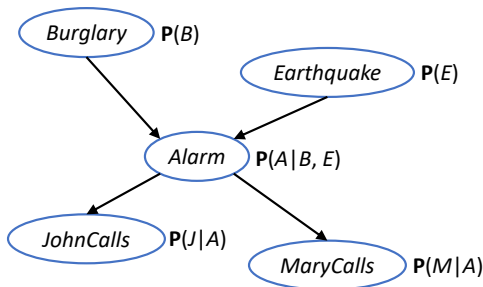 Burglary P(B)
Earthquake P(E)
Alarm P(A|B, E)
JohnCalls P(J|A)
MaryCalls P(M|A)